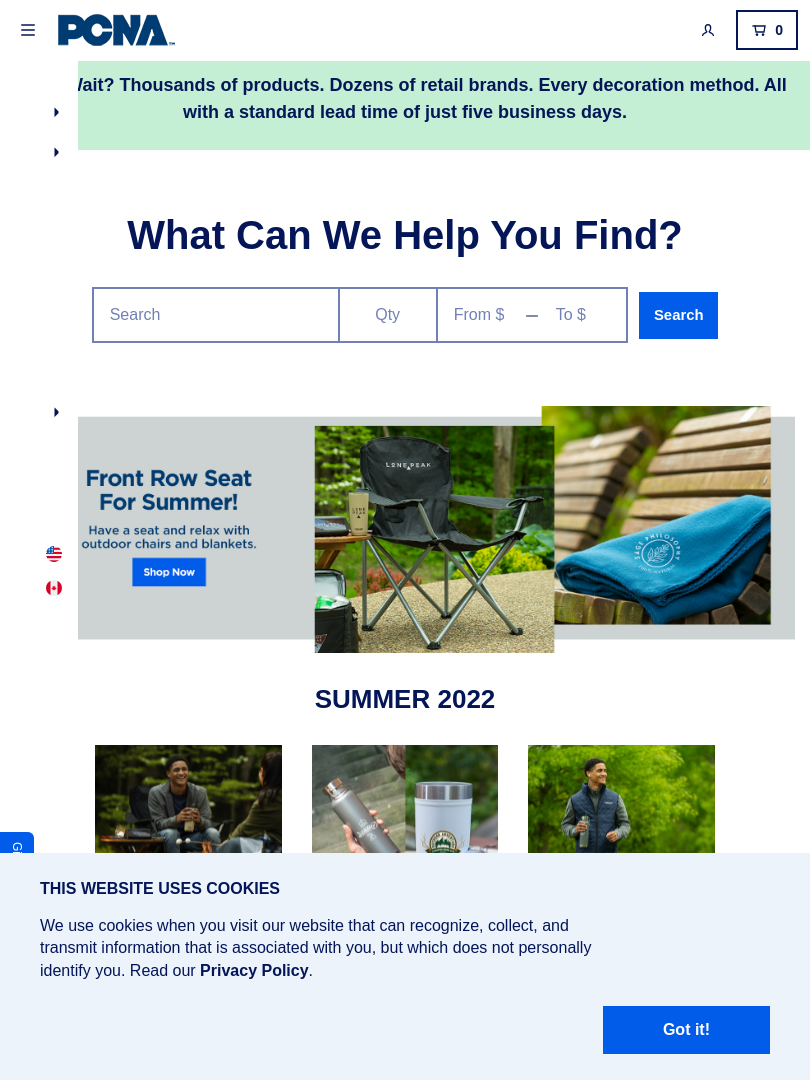 PCNA
0
Wait? Thousands of products. Dozens of retail brands. Every decoration method. All
with a standard lead time of just five business days.
What Can We Help You Find?
Search
Qty
From $
To $
Search
Front Row Seat
For Summer!
Have a seat and relax with
outdoor chairs and blankets.
Shop Now
LONE PEAK
SAGE PHILOSOPHY
SUMMER 2022
THIS WEBSITE USES COOKIES
We use cookies when you visit our website that can recognize, collect, and
transmit information that is associated with you, but which does not personally
identify you. Read our Privacy Policy.
Got it!